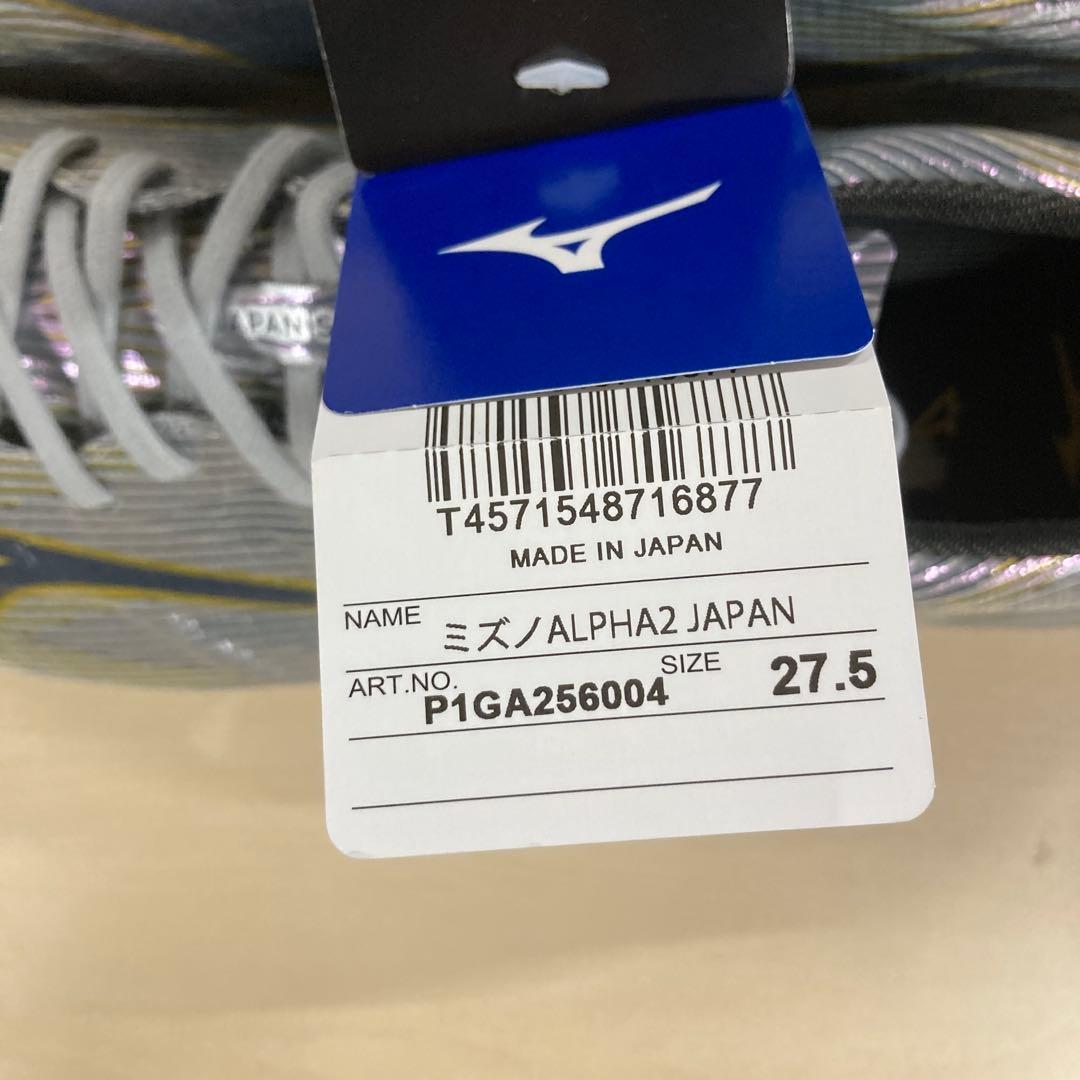 T4571548716877
MADE IN JAPAN
NAME ミズノALPHA2 JAPAN
ART.NO. P1GA256004 SIZE 27.5